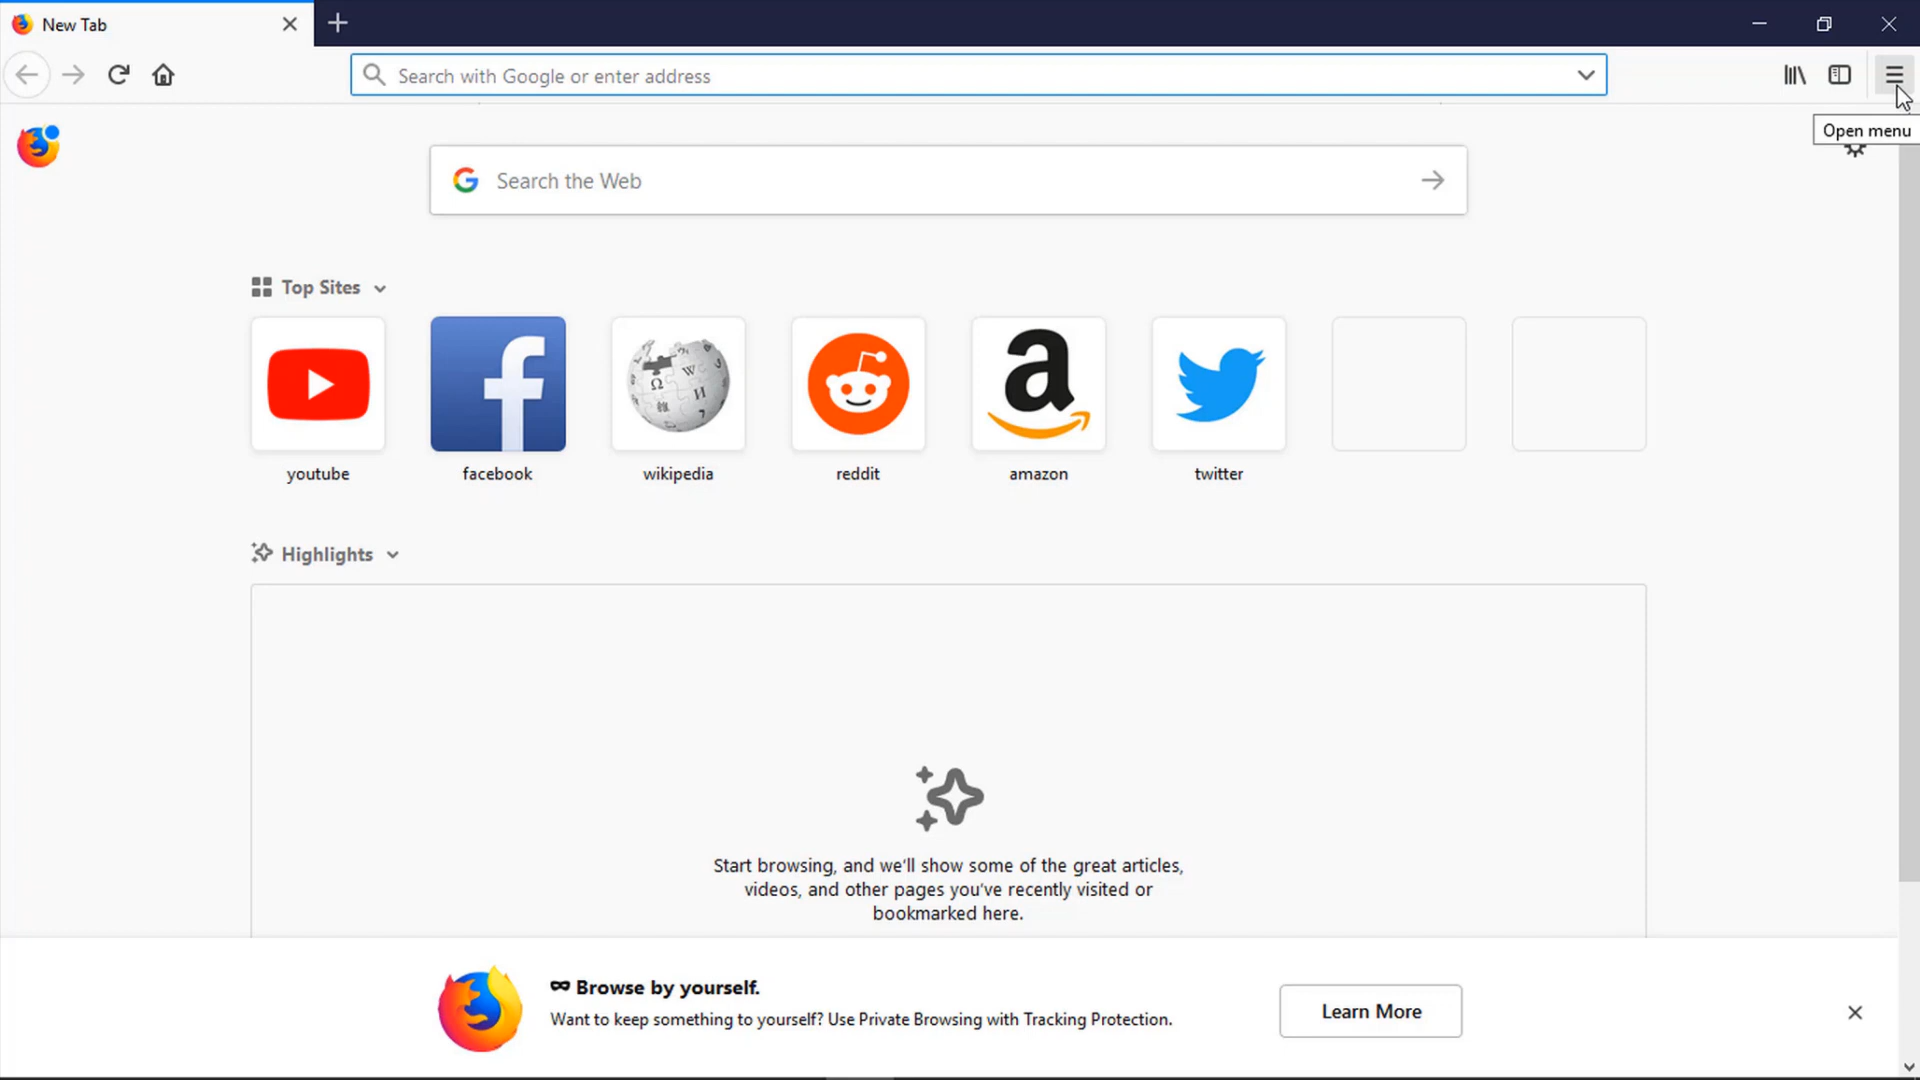 New Tab
Search with Google or enter address
Open menu
Search the Web
Top Sites
youtube
facebook
wikipedia
reddit
amazon
twitter
Highlights
Start browsing, and we'll show some of the great articles,
videos, and other pages you've recently visited or
bookmarked here.
Browse by yourself.
Want to keep something to yourself? Use Private Browsing with Tracking Protection.
Learn More